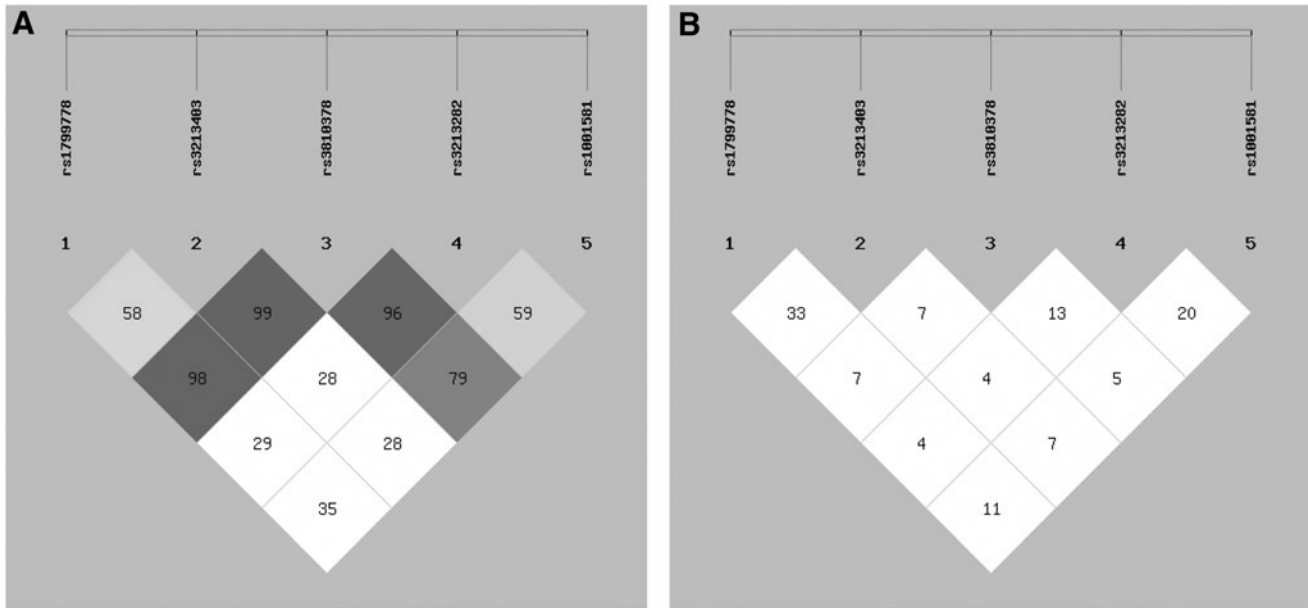 A
rs1799778
rs3213403
rs3810378
rs3213282
rs1001581
1 2 3 4 5
58 99 96 59
98 28 79
29 28
35
B
rs1799778
rs3213403
rs3810378
rs3213282
rs1001581
1 2 3 4 5
33 7 13 20
7 4 5
4 7
11